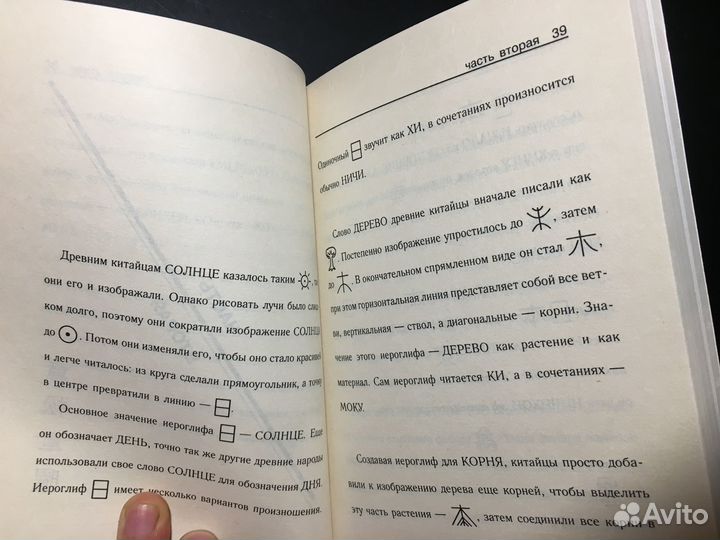 Древним китайцам СОЛНЦЕ казалось таким ☼,
они его и изображали. Однако рисовать лучи было
ком долго, поэтому они сократили изображение СОЛНЦА
до ☉. Потом они изменяли его, чтобы оно стало красивей
и легче читалось: из круга сделали прямоугольник, а точку
в центре превратили в линию — 日.
Основное значение иероглифа 日 — СОЛНЦЕ. Еще
он обозначает ДЕНЬ, точно так же другие древние народы
использовали свое слово СОЛНЦЕ для обозначения ДНЯ.
Иероглиф 日 имеет несколько вариантов произношения.
часть вторая 39
Одиночный 日 звучит как ХИ, в сочетаниях произносится
обычно НИЧИ.
Слово ДЕРЕВО древние китайцы вначале писали как
. Постепенно изображение упростилось до , затем
до 木. В окончательном спрямленном виде он стал 木,
при этом горизонтальная линия представляет собой все вет-
ви, вертикальная — ствол, а диагональные — корни. Зна-
чение этого иероглифа — ДЕРЕВО как растение и как
материал. Сам иероглиф читается КИ, а в сочетаниях —
МОКУ.
Создавая иероглиф для КОРНЯ, китайцы просто доба-
вили к изображению дерева еще корней, чтобы выделить
эту часть растения — , затем соединили все корни в
Avito